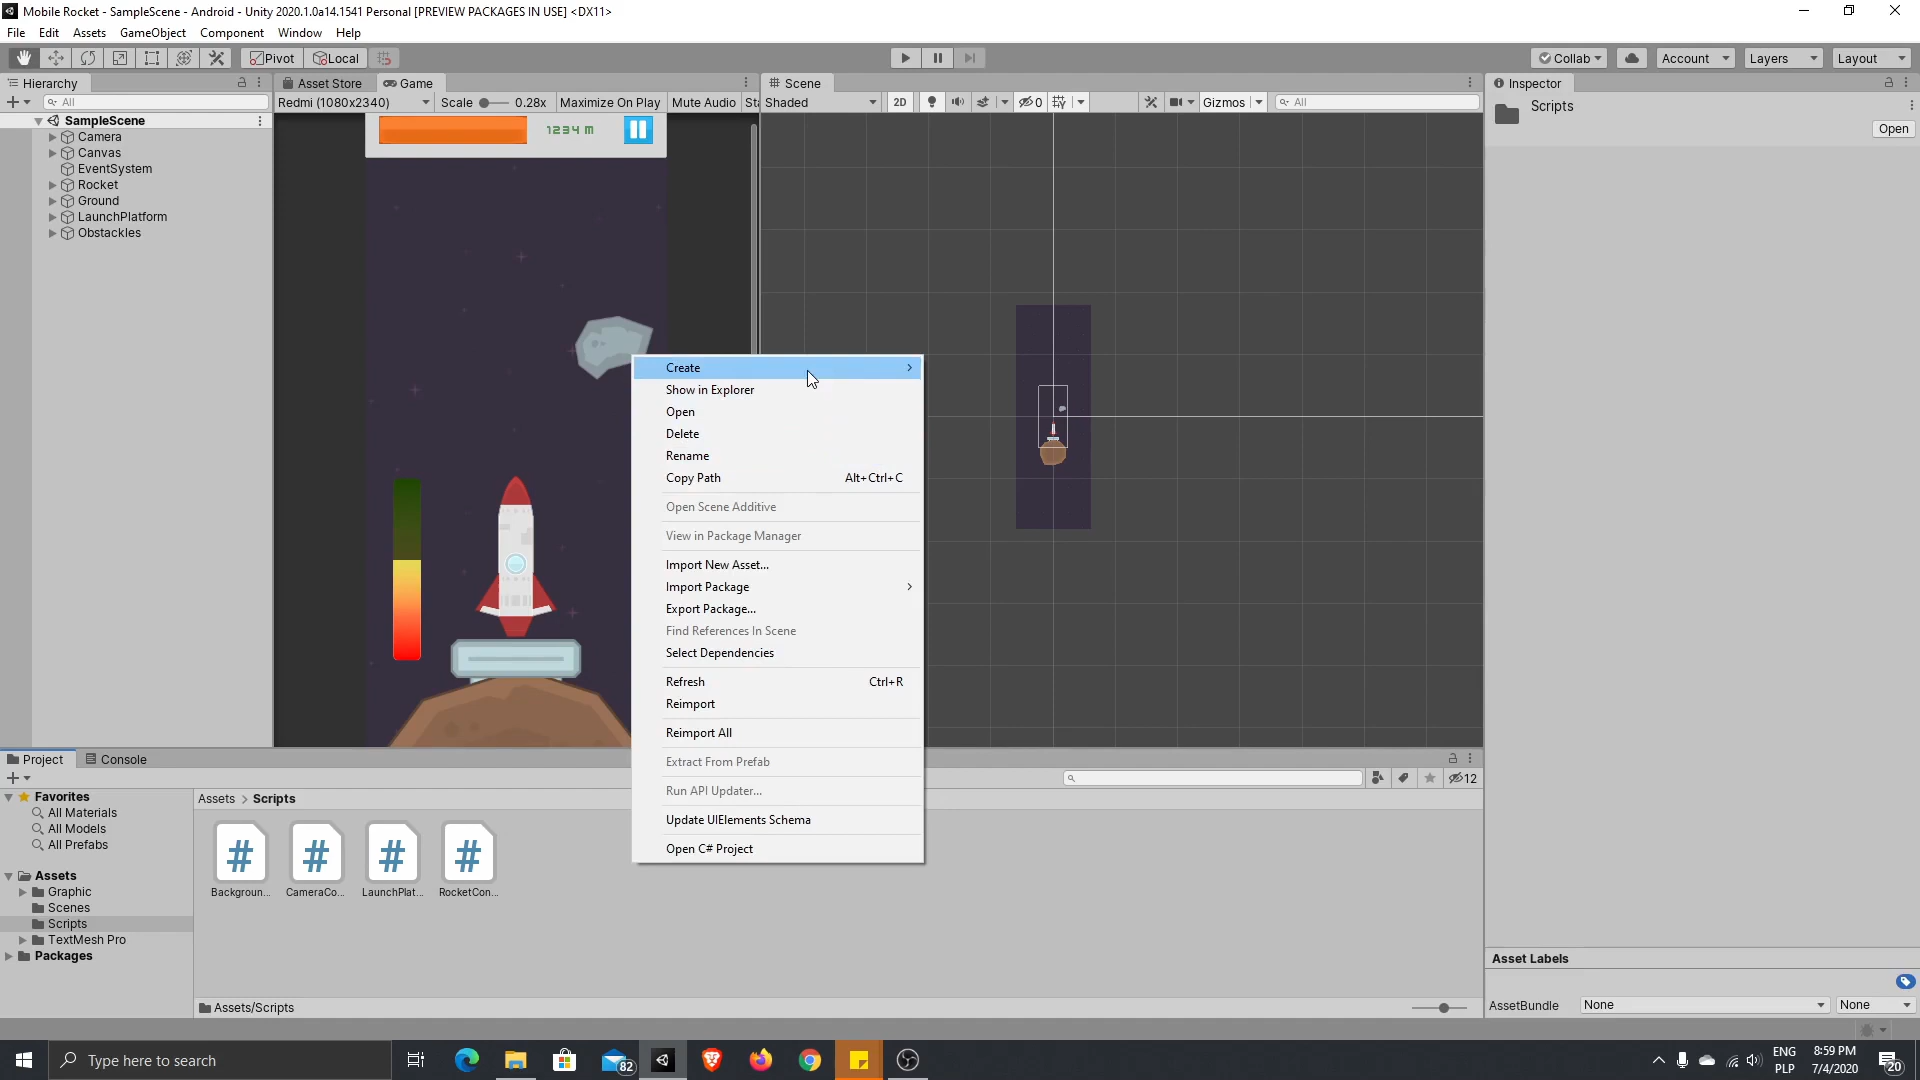 Mobile Rocket - SampleScene - Android - Unity 2020.1.0a14.1541 Personal [PREVIEW PACKAGES IN USE] <DX11>
File Edit Assets GameObject Component Window Help
Pivot Local Collab Account Layers Layout
Hierarchy Asset Store Game Scene Inspector
All Redmi (1080x2340) Scale 0.28x Maximize On Play Mute Audio Shaded 2D 0 Gizmos All
Scripts
Open
SampleScene
Camera
Canvas
EventSystem
Rocket
Ground
LaunchPlatform
Obstackles
1234 m
Create
Show in Explorer
Open
Delete
Rename
Copy Path Alt+Ctrl+C
Open Scene Additive
View in Package Manager
Import New Asset...
Import Package
Export Package...
Find References In Scene
Select Dependencies
Refresh Ctrl+R
Reimport
Reimport All
Extract From Prefab
Run API Updater...
Update UIElements Schema
Open C# Project
Project Console
12
Favorites
All Materials
All Models
All Prefabs
Assets
Graphic
Scenes
Scripts
TextMesh Pro
Packages
Assets > Scripts
# # # #
Backgroun... CameraCo... LaunchPlat... RocketCon...
Assets/Scripts
Asset Labels
AssetBundle None None
Type here to search
82
ENG
PLP
8:59 PM
7/4/2020
20